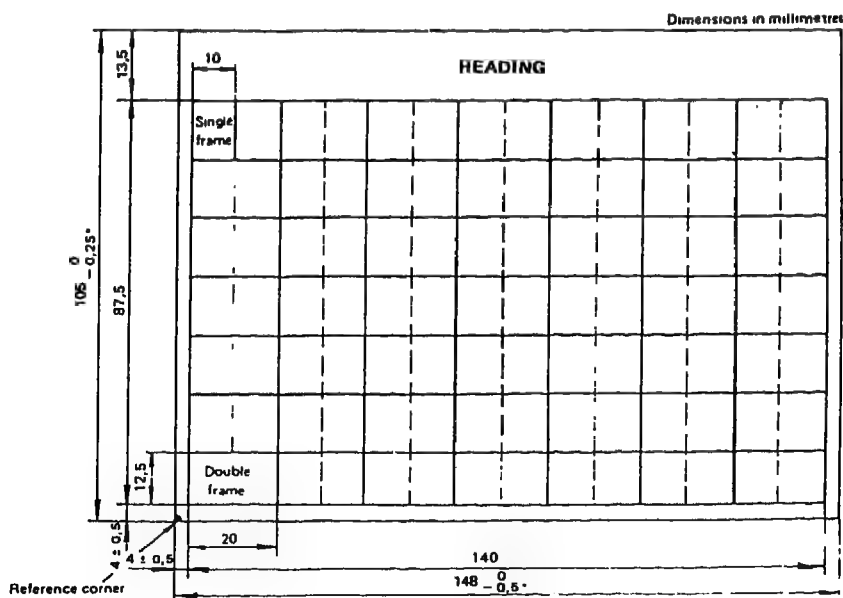 Dimensions in millimetres
HEADING
13,5
10
Single
frame
105 0 −0,25*
87,5
12,5
Double
frame
4 ± 0,5
4 ± 0,5
20
140
148 0 −0,5*
Reference corner